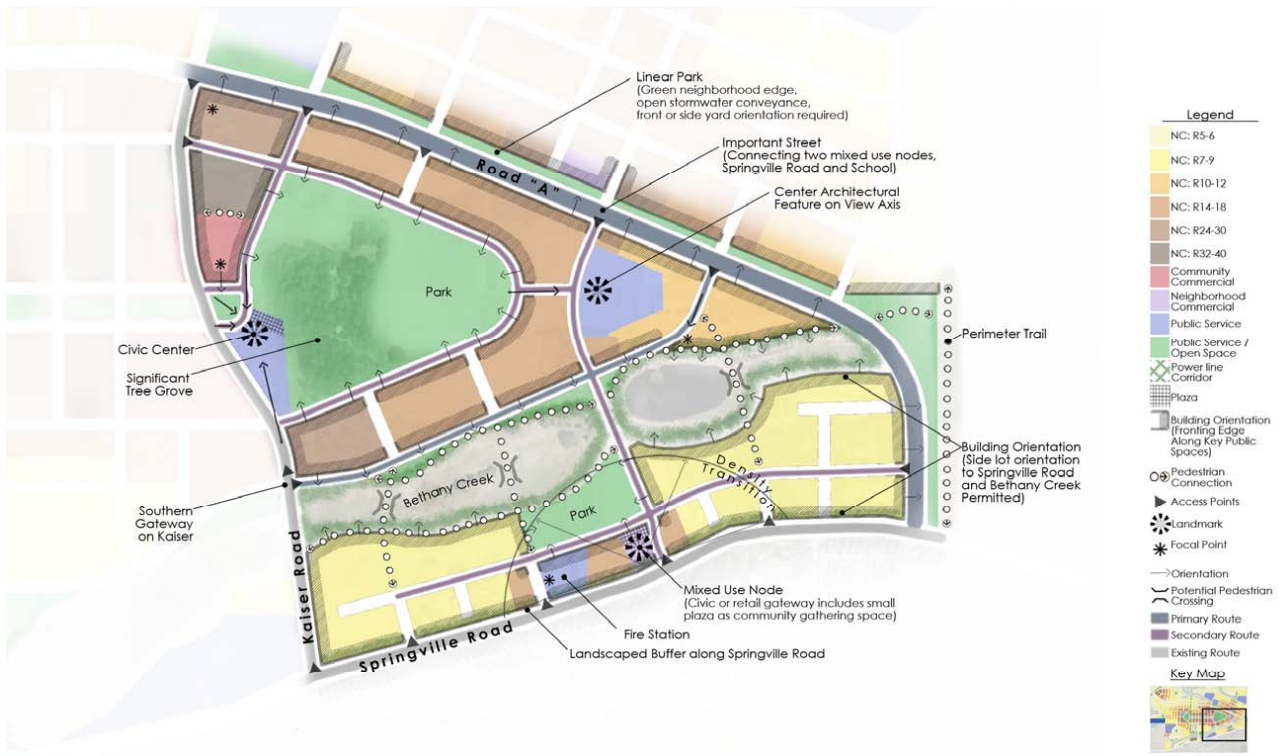 Linear Park
(Green neighborhood edge,
open stormwater conveyance,
front or side yard orientation required)
Important Street
(Connecting two mixed use nodes,
Springville Road and School)
Center Architectural
Feature on View Axis
Road "A"
Park
Perimeter Trail
Civic Center
Significant
Tree Grove
Building Orientation
(Side lot orientation
to Springville Road
and Bethany Creek
Permitted)
Density
Transition
Bethany Creek
Park
Southern
Gateway
on Kaiser
Kaiser Road
Mixed Use Node
(Civic or retail gateway includes small
plaza as community gathering space)
Fire Station
Springville Road
Landscaped Buffer along Springville Road
Legend
NC: R5-6
NC: R7-9
NC: R10-12
NC: R14-18
NC: R24-30
NC: R32-40
Community
Commercial
Neighborhood
Commercial
Public Service
Public Service /
Open Space
Power line
Corridor
Plaza
Building Orientation
(Fronting Edge
Along Key Public
Spaces)
Pedestrian
Connection
Access Points
Landmark
Focal Point
Orientation
Potential Pedestrian
Crossing
Primary Route
Secondary Route
Existing Route
Key Map